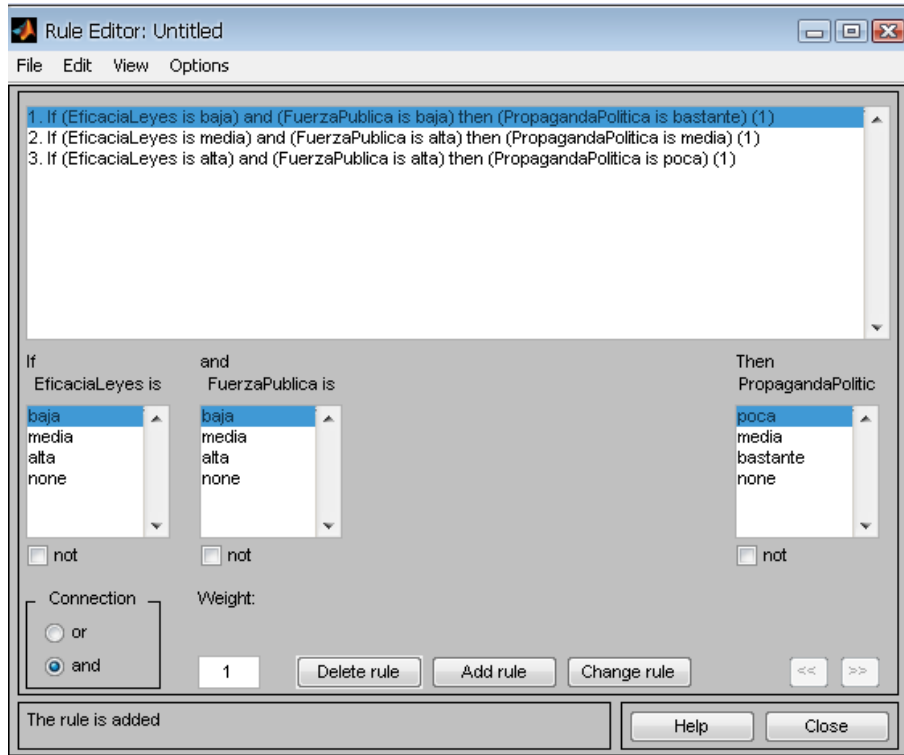 Rule Editor: Untitled
File Edit View Options
1. If (EficaciaLeyes is baja) and (FuerzaPublica is baja) then (PropagandaPolitica is bastante) (1)
2. If (EficaciaLeyes is media) and (FuerzaPublica is alta) then (PropagandaPolitica is media) (1)
3. If (EficaciaLeyes is alta) and (FuerzaPublica is alta) then (PropagandaPolitica is poca) (1)
If and Then
EficaciaLeyes is FuerzaPublica is PropagandaPolitic
baja baja poca
media media media
alta alta bastante
none none none
not not not
Connection Weight:
or
and 1 Delete rule Add rule Change rule << >>
The rule is added Help Close